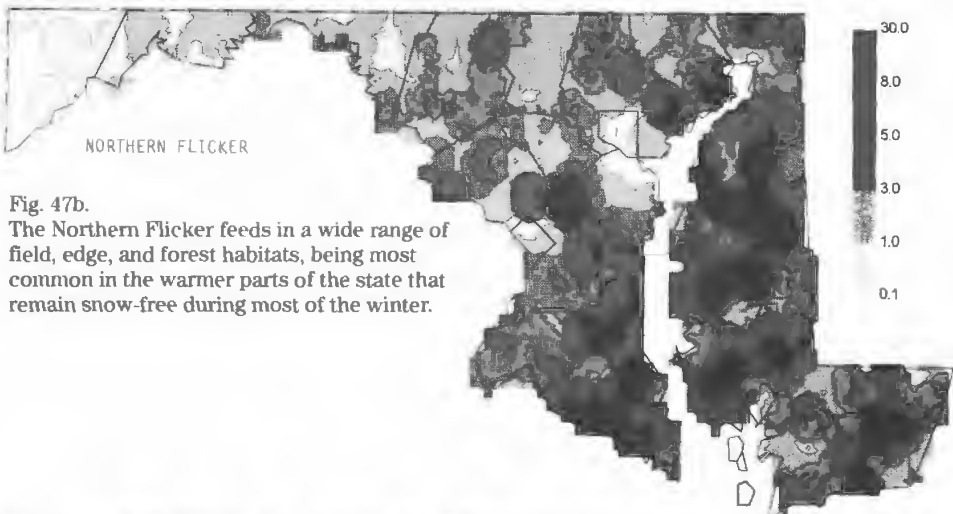 30.0
8.0
5.0
3.0
1.0
0.1
NORTHERN FLICKER
Fig. 47b.
The Northern Flicker feeds in a wide range of
field, edge, and forest habitats, being most
common in the warmer parts of the state that
remain snow-free during most of the winter.